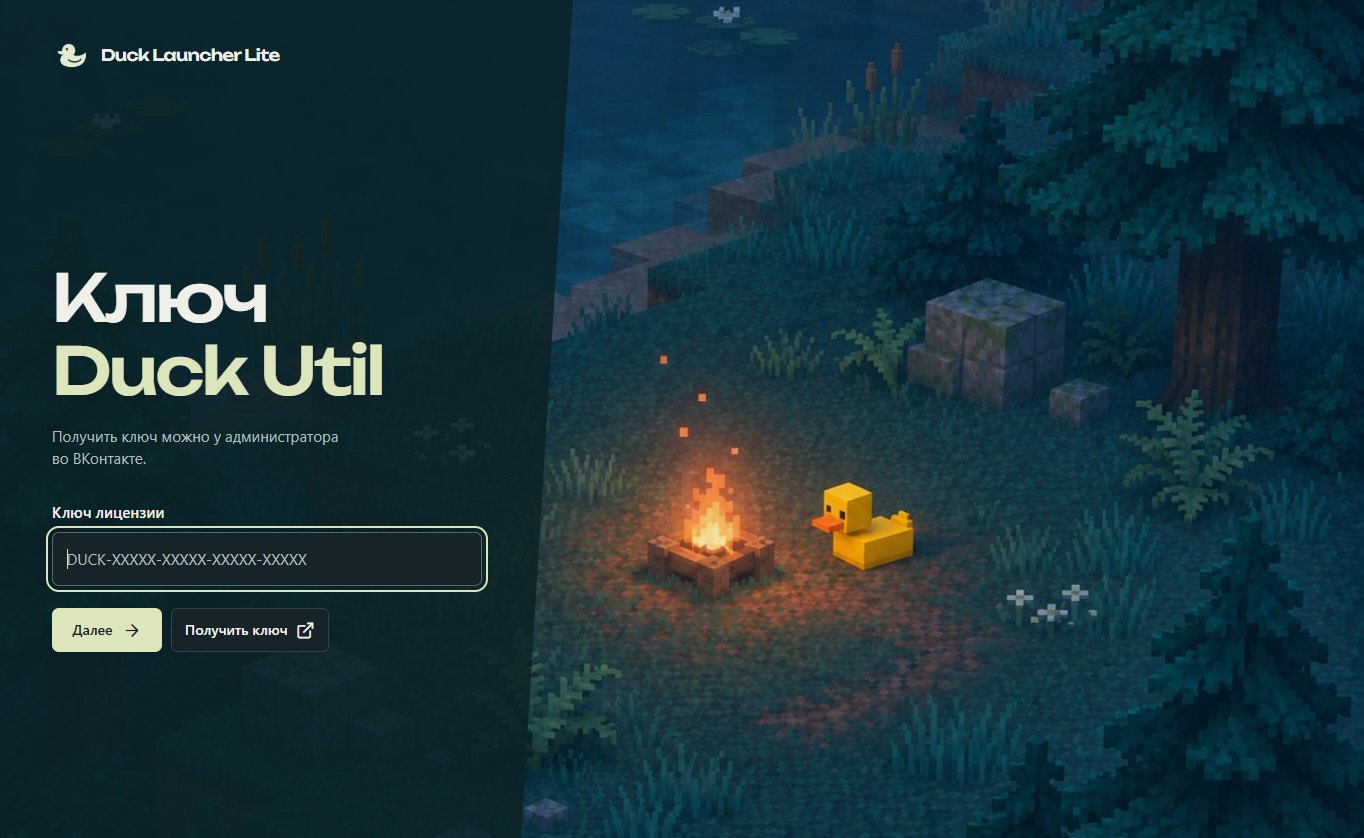 Duck Launcher Lite
Ключ
Duck Util
Получить ключ можно у администратора
во ВКонтакте.
Ключ лицензии
DUCK-XXXXX-XXXXX-XXXXX-XXXXX
Далее
Получить ключ